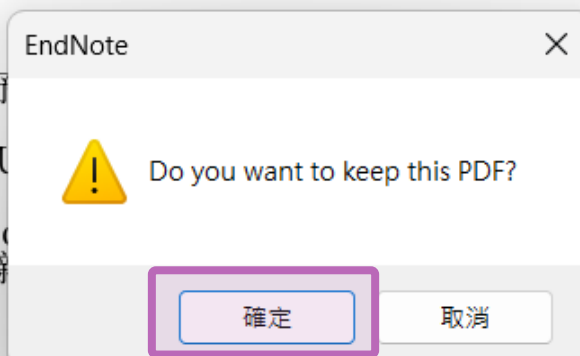 EndNote
Do you want to keep this PDF?
確定
取消